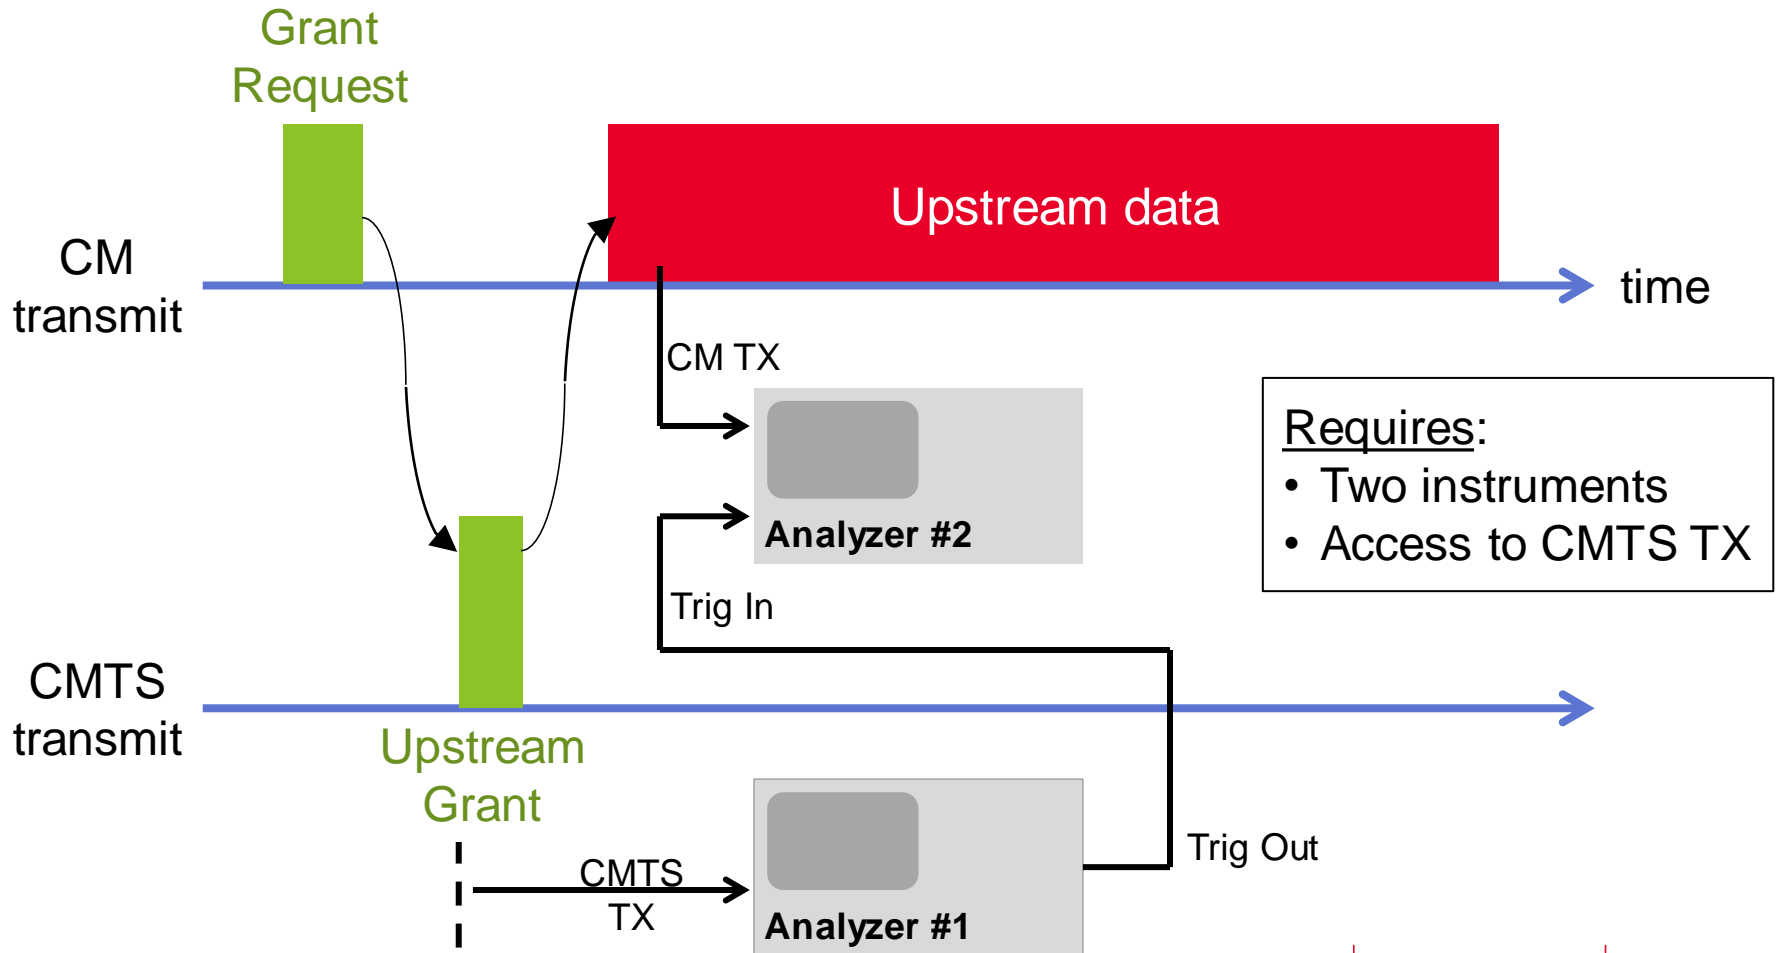 Grant
Request
Upstream data
CM
transmit
time
CM TX
Requires:
• Two instruments
• Access to CMTS TX
Analyzer #2
Trig In
CMTS
transmit
Upstream
Grant
Trig Out
CMTS
TX
Analyzer #1